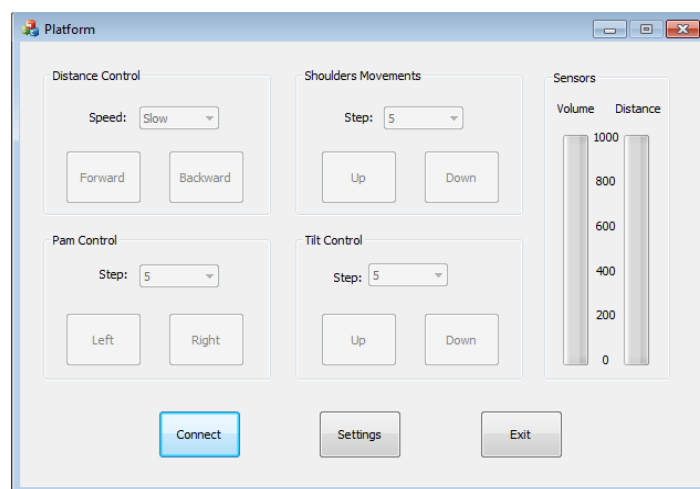 Platform
Distance Control
Speed: Slow
Forward Backward
Shoulders Movements
Step: 5
Up Down
Sensors
Volume Distance
1000
800
600
400
200
0
Pam Control
Step: 5
Left Right
Tilt Control
Step: 5
Up Down
Connect Settings Exit